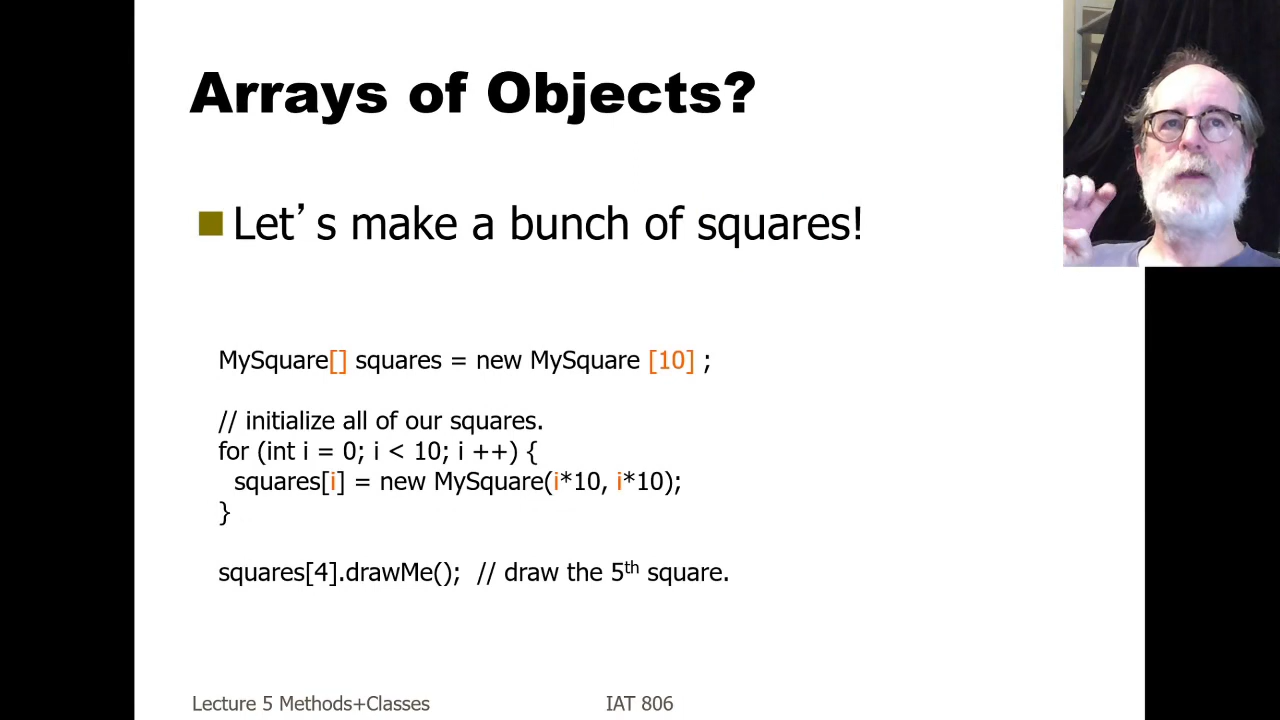 Arrays of Objects?
Let’s make a bunch of squares!
MySquare[] squares = new MySquare [10] ;
// initialize all of our squares.
for (int i = 0; i < 10; i ++) {
squares[i] = new MySquare(i*10, i*10);
}
squares[4].drawMe(); // draw the 5th square.
Lecture 5 Methods+Classes
IAT 806